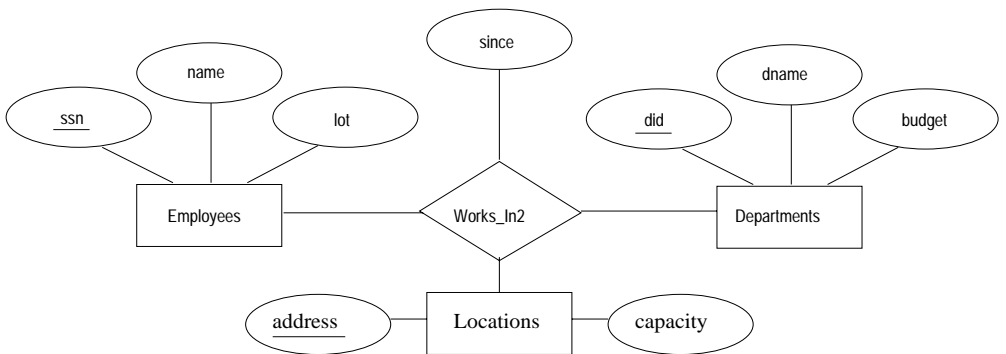 since
name
dname
ssn
lot
did
budget
Employees
Works_In2
Departments
address
Locations
capacity